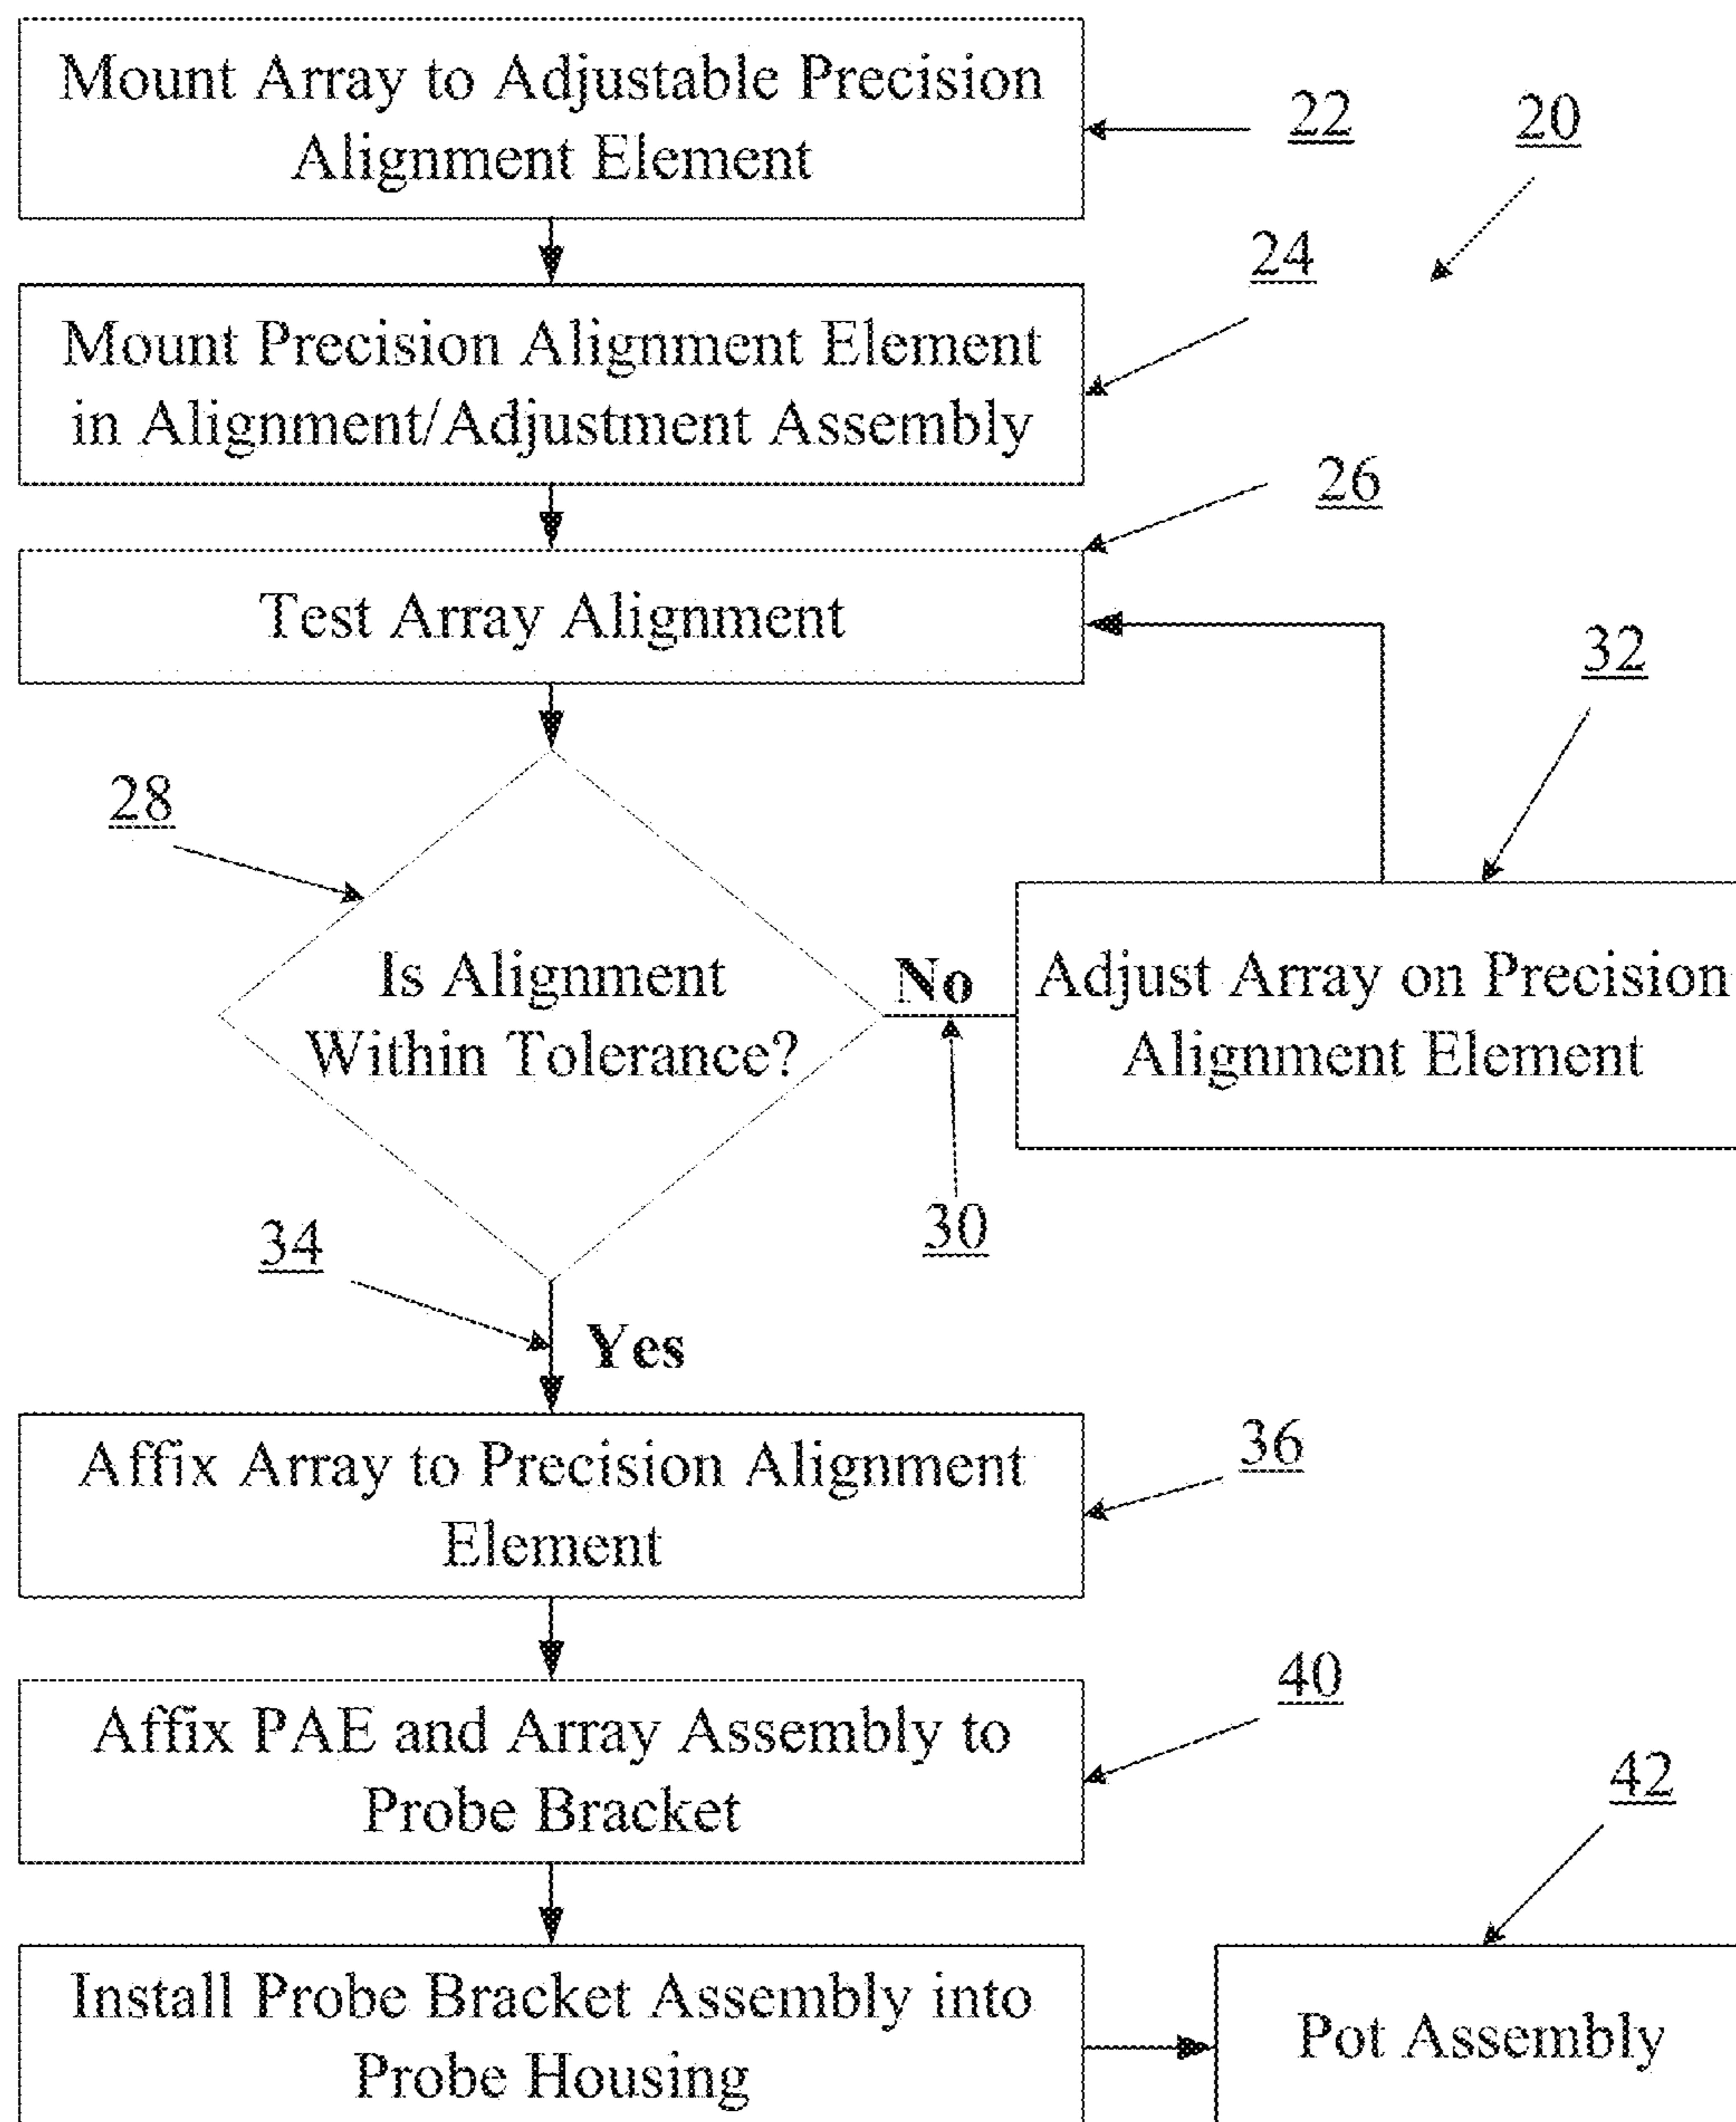 Mount Array to Adjustable Precision
Alignment Element
22
20
24
Mount Precision Alignment Element
in Alignment/Adjustment Assembly
26
Test Array Alignment
32
28
Is Alignment
Within Tolerance?
No
Adjust Array on Precision
Alignment Element
30
34
Yes
Affix Array to Precision Alignment
Element
36
40
Affix PAE and Array Assembly to
Probe Bracket
42
Install Probe Bracket Assembly into
Probe Housing
Pot Assembly